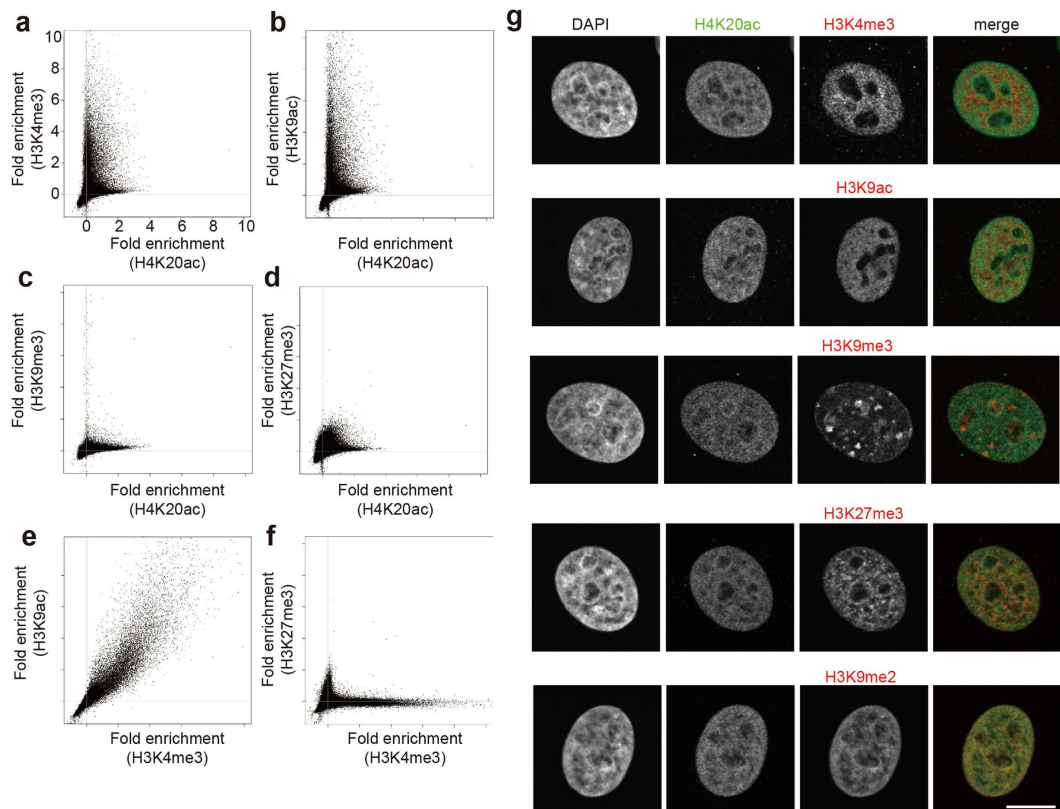 a
Fold enrichment
(H3K4me3)
10
8
6
4
2
0
0 2 4 6 8 10
Fold enrichment
(H4K20ac)
b
Fold enrichment
(H3K9ac)
Fold enrichment
(H4K20ac)
c
Fold enrichment
(H3K9me3)
Fold enrichment
(H4K20ac)
d
Fold enrichment
(H3K27me3)
Fold enrichment
(H4K20ac)
e
Fold enrichment
(H3K9ac)
Fold enrichment
(H3K4me3)
f
Fold enrichment
(H3K27me3)
Fold enrichment
(H3K4me3)
g
DAPI H4K20ac H3K4me3 merge
H3K9ac
H3K9me3
H3K27me3
H3K9me2